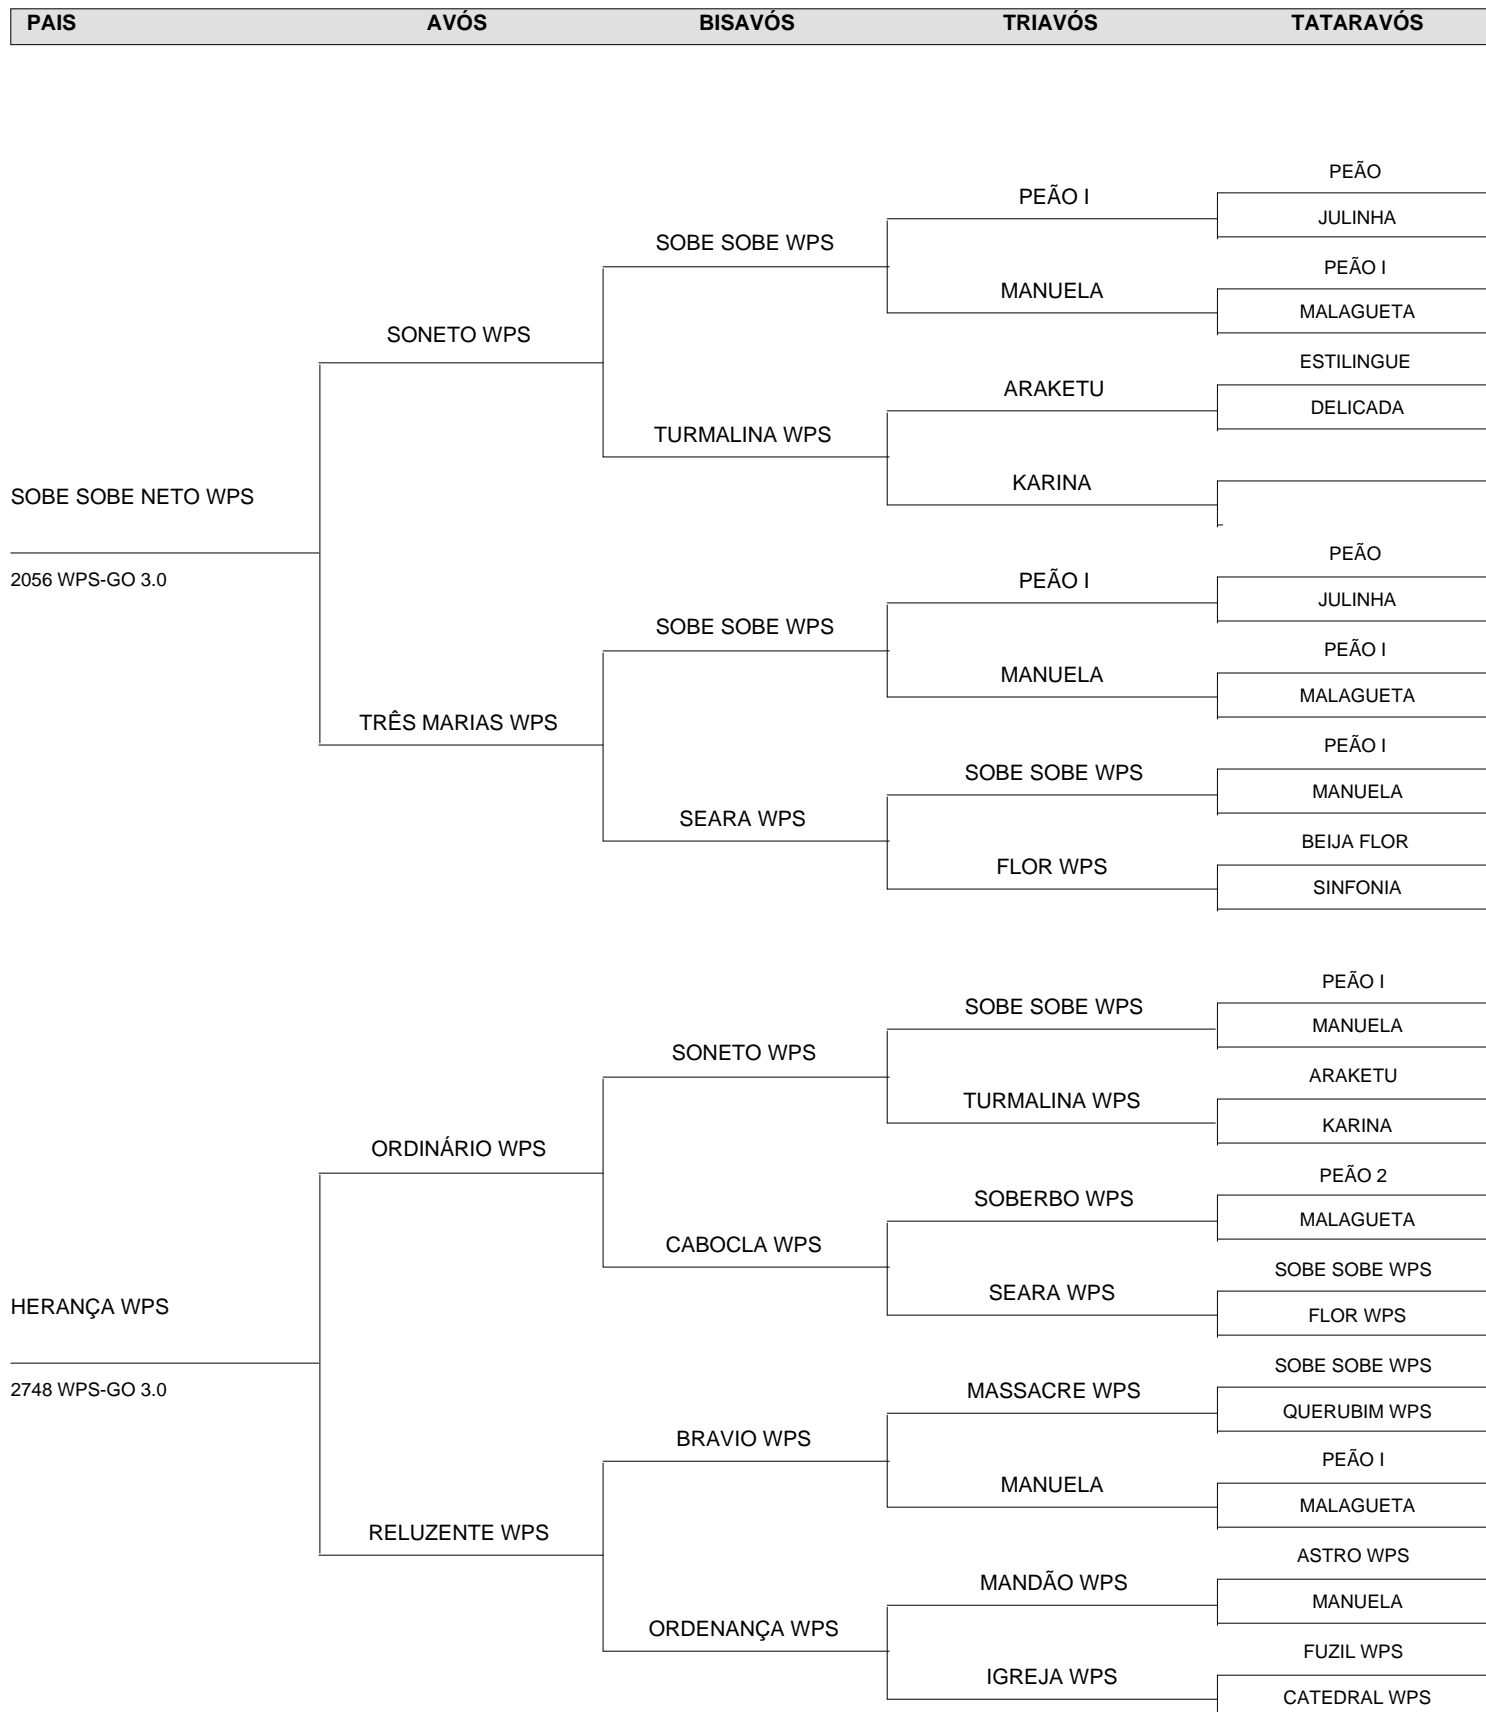 PAIS AVÓS BISAVÓS TRIAVÓS TATARAVÓS
PEÃO
PEÃO I
JULINHA
SOBE SOBE WPS
PEÃO I
MANUELA
MALAGUETA
SONETO WPS
ESTILINGUE
ARAKETU
DELICADA
TURMALINA WPS
KARINA
SOBE SOBE NETO WPS
PEÃO
2056 WPS-GO 3.0
PEÃO I
JULINHA
SOBE SOBE WPS
PEÃO I
MANUELA
MALAGUETA
TRÊS MARIAS WPS
PEÃO I
SOBE SOBE WPS
MANUELA
SEARA WPS
BEIJA FLOR
FLOR WPS
SINFONIA
PEÃO I
SOBE SOBE WPS
MANUELA
SONETO WPS
ARAKETU
TURMALINA WPS
KARINA
ORDINÁRIO WPS
PEÃO 2
SOBERBO WPS
MALAGUETA
CABOCLA WPS
SOBE SOBE WPS
SEARA WPS
HERANÇA WPS
FLOR WPS
SOBE SOBE WPS
2748 WPS-GO 3.0
MASSACRE WPS
QUERUBIM WPS
BRAVIO WPS
PEÃO I
MANUELA
MALAGUETA
RELUZENTE WPS
ASTRO WPS
MANDÃO WPS
MANUELA
ORDENANÇA WPS
FUZIL WPS
IGREJA WPS
CATEDRAL WPS